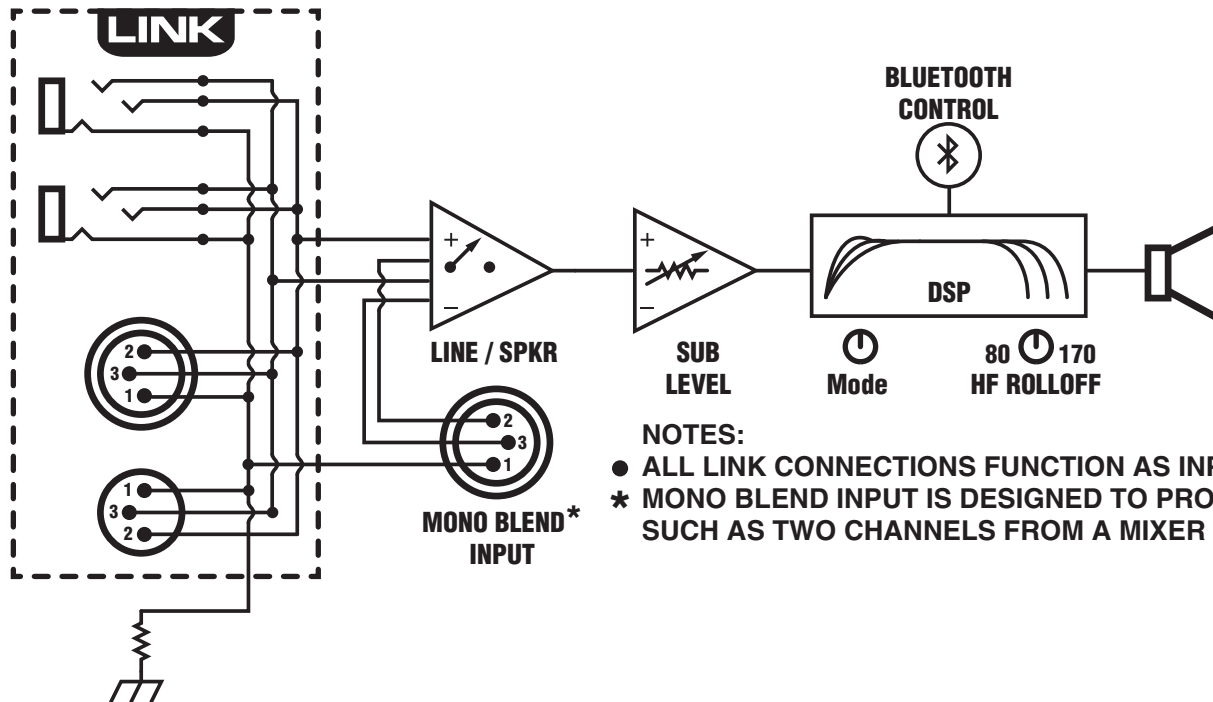 LINK
BLUETOOTH
CONTROL
+
−
LINE / SPKR
+
−
SUB
LEVEL
DSP
Mode
80 170
HF ROLLOFF
2
3
1
1
3
2
2
3
1
MONO BLEND*
INPUT
NOTES:
● ALL LINK CONNECTIONS FUNCTION AS
* MONO BLEND INPUT IS DESIGNED TO
SUCH AS TWO CHANNELS FROM A MIXER